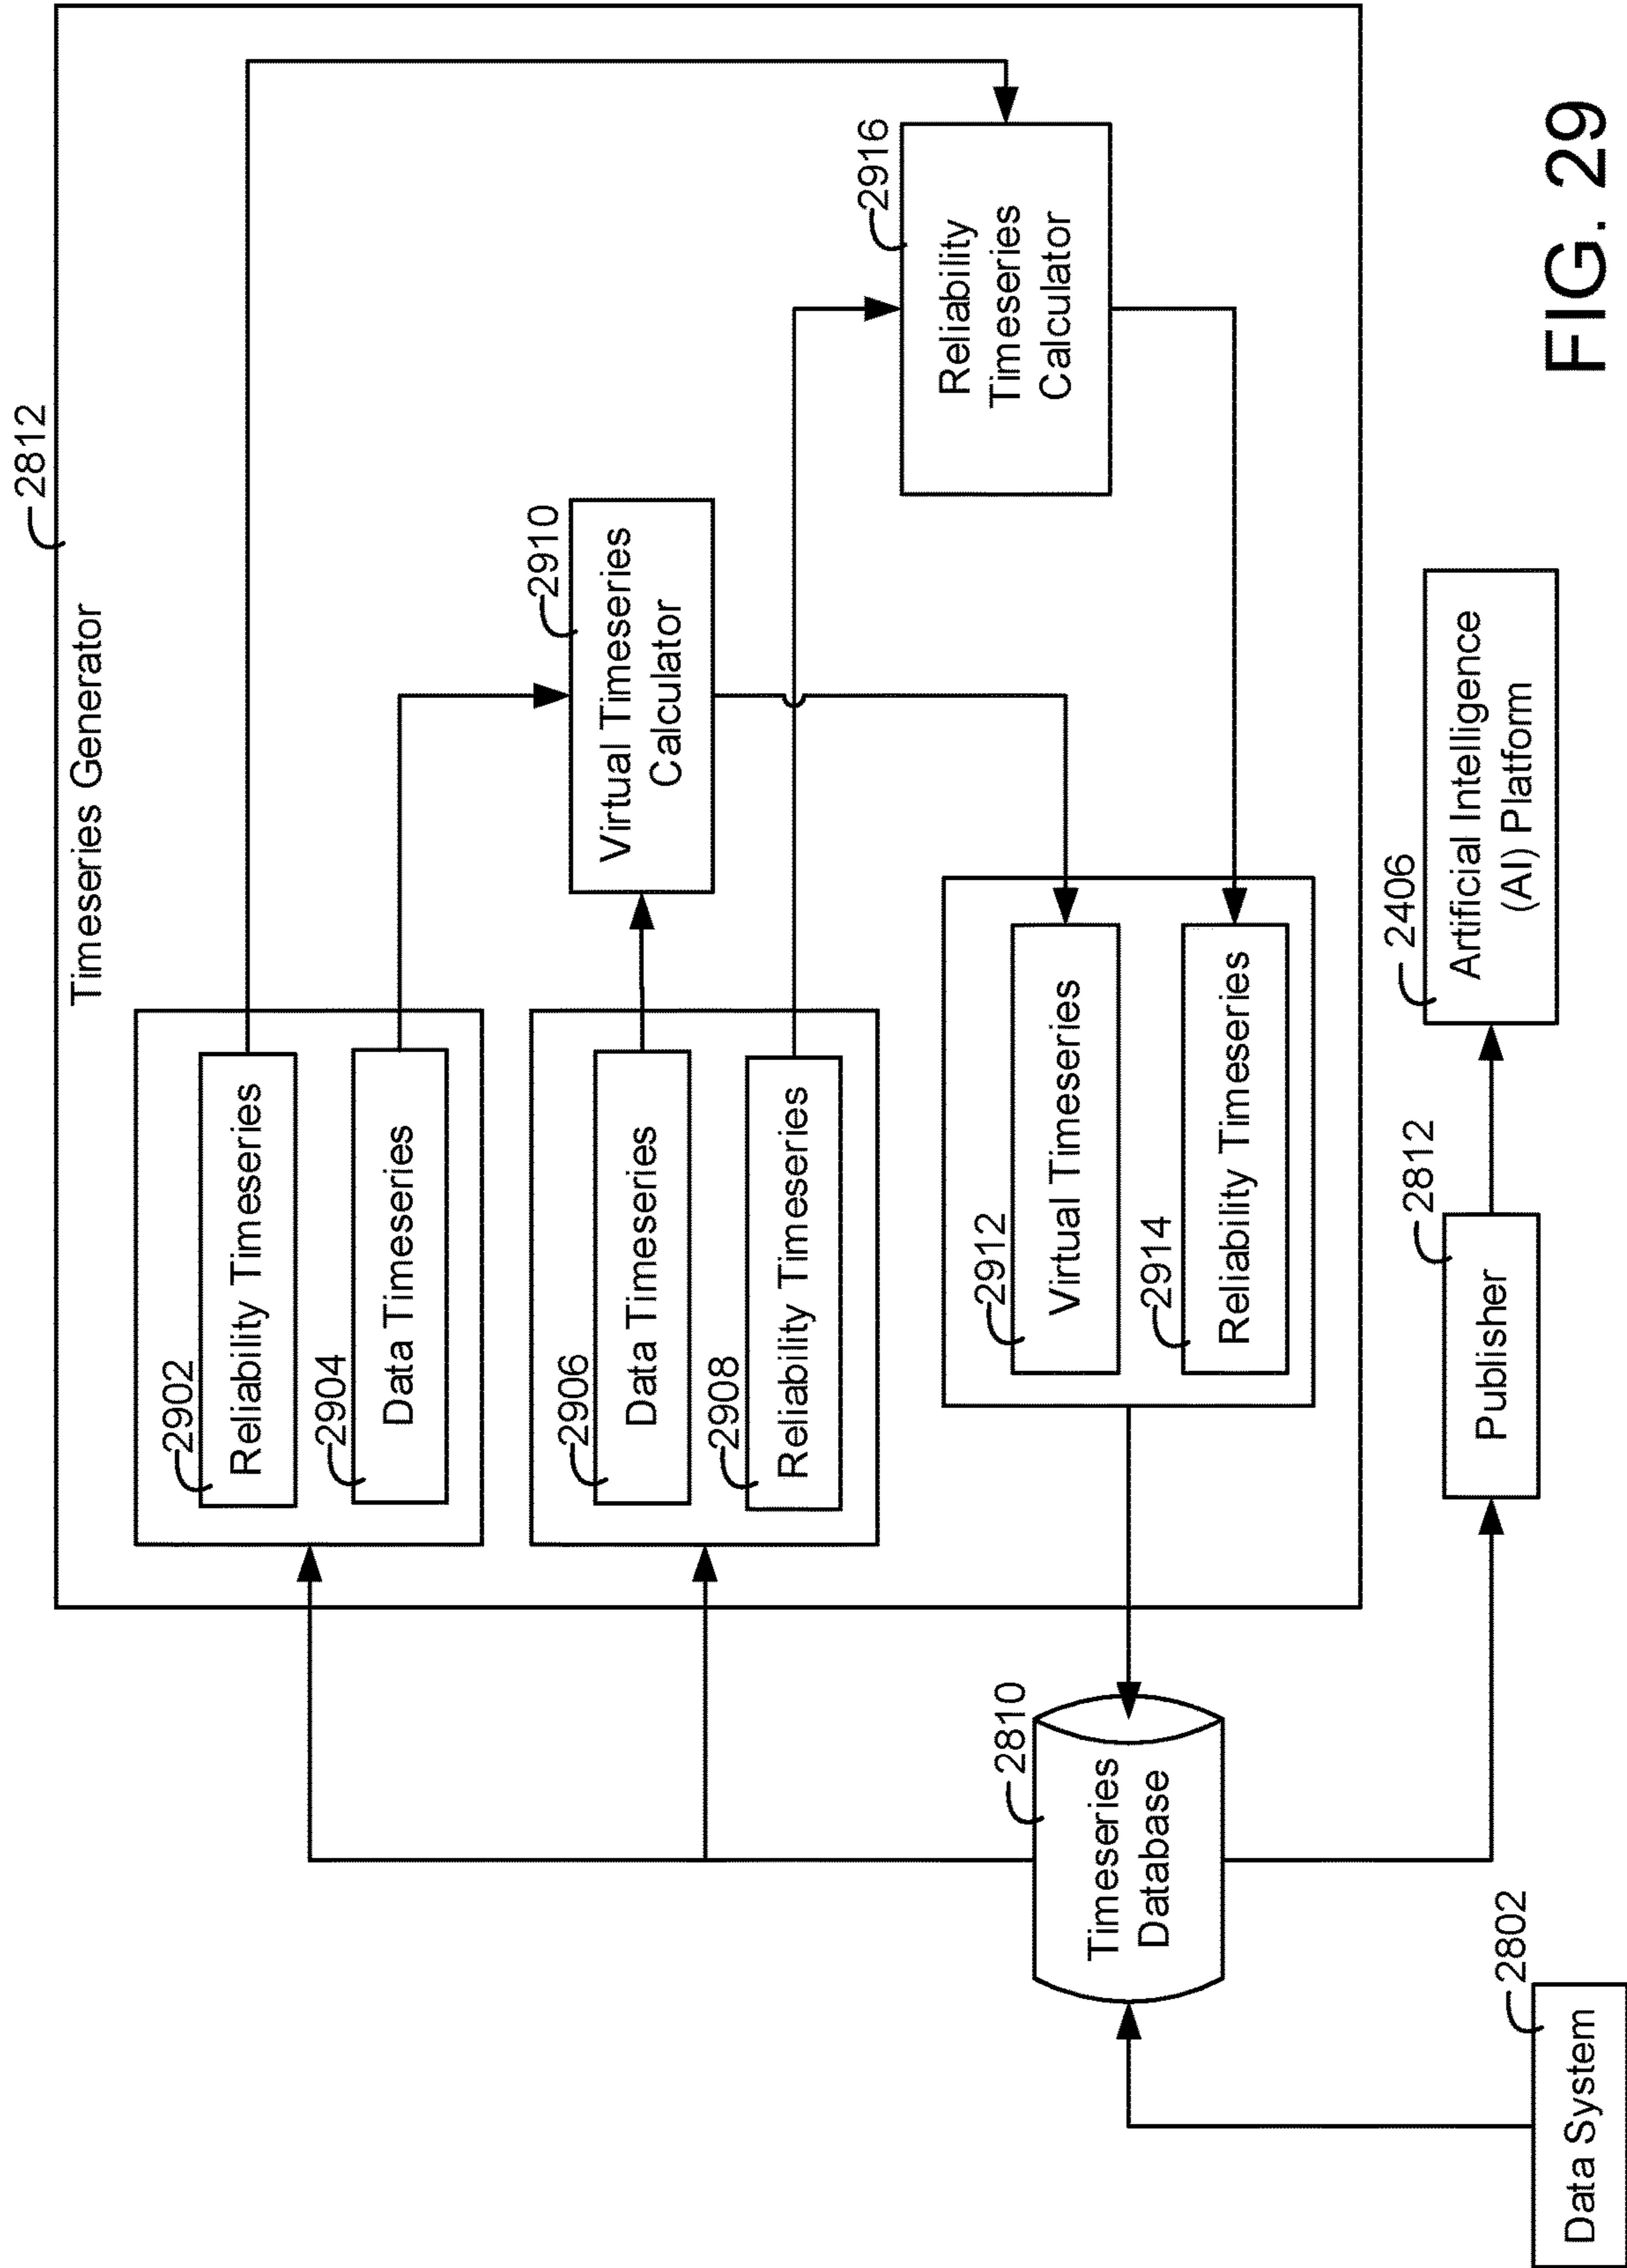 2812
Timeseries Generator
2902
Reliability Timeseries
2904
Data Timeseries
2906
Data Timeseries
2908
Reliability Timeseries
2910
Virtual Timeseries
Calculator
2916
Reliability
Timeseries
Calculator
2912
Virtual Timeseries
2914
Reliability Timeseries
2810
Timeseries
Database
2802
Data System
2812
Publisher
2406
Artificial Intelligence
(AI) Platform
FIG. 29